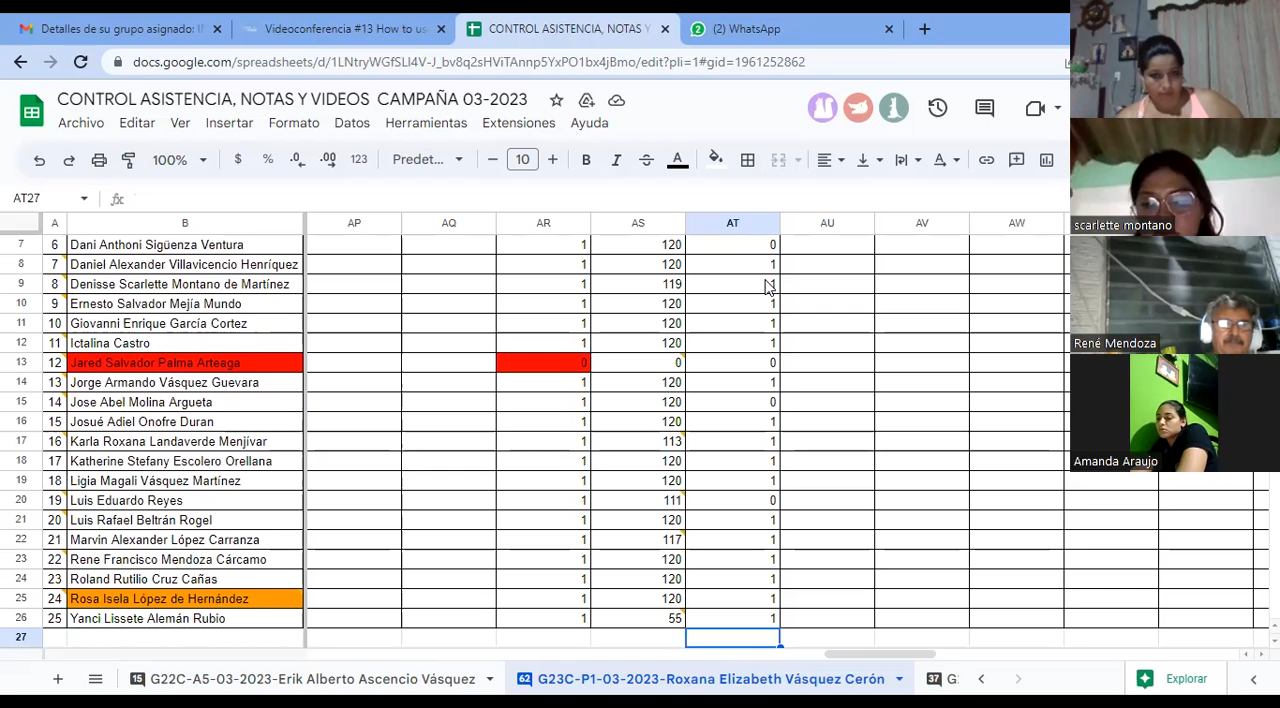 Detalles de su grupo asignado: I
Videoconferencia #13 How to us
CONTROL ASISTENCIA, NOTAS Y
(2) WhatsApp
docs.google.com/spreadsheets/d/1LNtryWGfSLI4V-J_bv8q2sHViTAnnp5YxPO1bx4jBmo/edit?pli=1#gid=1961252862
CONTROL ASISTENCIA, NOTAS Y VIDEOS CAMPAÑA 03-2023
Archivo Editar Ver Insertar Formato Datos Herramientas Extensiones Ayuda
100% $ % .0 .00 123 Predet... 10 B I A
AT27 fx
A B AP AQ AR AS AT AU AV AW
7 6 Dani Anthoni Sigüenza Ventura 1 120 0
8 7 Daniel Alexander Villavicencio Henríquez 1 120 1
9 8 Denisse Scarlette Montano de Martínez 1 119 1
10 9 Ernesto Salvador Mejía Mundo 1 120 1
11 10 Giovanni Enrique García Cortez 1 120 1
12 11 Ictalina Castro 1 120 1
13 12 Jared Salvador Palma Arteaga 0 0 0
14 13 Jorge Armando Vásquez Guevara 1 120 1
15 14 Jose Abel Molina Argueta 1 120 0
16 15 Josué Adiel Onofre Duran 1 120 1
17 16 Karla Roxana Landaverde Menjívar 1 113 1
18 17 Katherine Stefany Escolero Orellana 1 120 1
19 18 Ligia Magali Vásquez Martínez 1 120 1
20 19 Luis Eduardo Reyes 1 111 0
21 20 Luis Rafael Beltrán Rogel 1 120 1
22 21 Marvin Alexander López Carranza 1 117 1
23 22 Rene Francisco Mendoza Cárcamo 1 120 1
24 23 Roland Rutilio Cruz Cañas 1 120 1
25 24 Rosa Isela López de Hernández 1 120 1
26 25 Yanci Lissete Alemán Rubio 1 55 1
27
15 G22C-A5-03-2023-Erik Alberto Ascencio Vásquez
62 G23C-P1-03-2023-Roxana Elizabeth Vásquez Cerón
37 G:
Explorar
scarlette montano
René Mendoza
Amanda Araujo